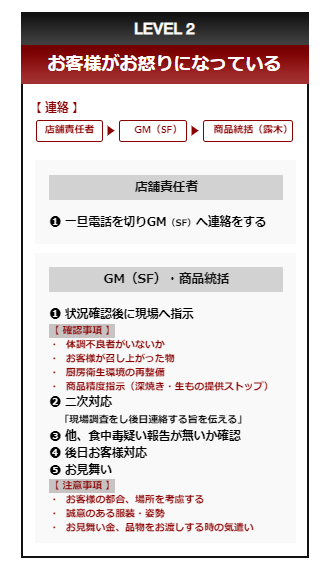 LEVEL 2
お客様がお怒りになっている
【 連絡 】
店舗責任者 ▶ GM（SF） ▶ 商品統括（露木）
店舗責任者
❶ 一旦電話を切りGM（SF）へ連絡をする
GM（SF）・商品統括
❶ 状況確認後に現場へ指示
【 確認事項 】
・ 体調不良者がいないか
・ お客様が召し上がった物
・ 厨房衛生環境の再整備
・ 商品精度指示（深焼き・生もの提供ストップ）
❷ 二次対応
「現場調査をし後日連絡する旨を伝える」
❸ 他、食中毒疑い報告が無いか確認
❹ 後日お客様対応
❺ お見舞い
【 注意事項 】
・ お客様の都合、場所を考慮する
・ 誠意のある服装・姿勢
・ お見舞い金、品物をお渡しする時の気遣い